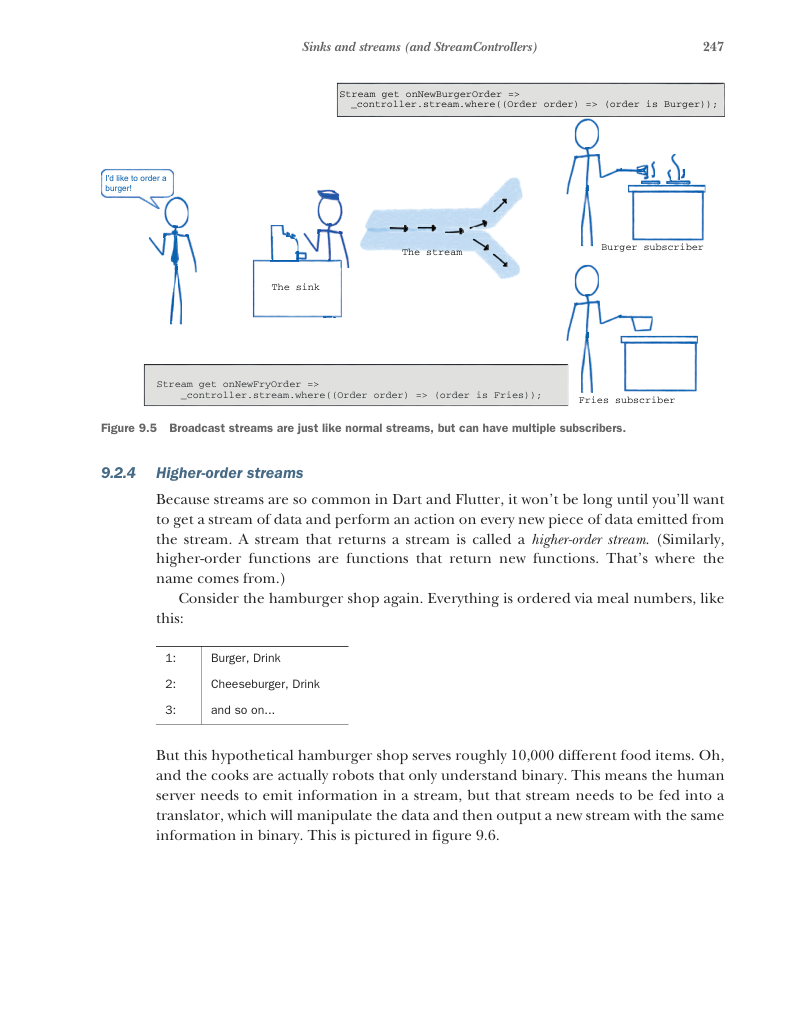 Sinks and streams (and StreamControllers) 247
Stream get onNewBurgerOrder =>
_controller.stream.where((Order order) => (order is Burger));
I'd like to order a
burger!
The stream
Burger subscriber
The sink
Stream get onNewFryOrder =>
_controller.stream.where((Order order) => (order is Fries));
Fries subscriber
Figure 9.5 Broadcast streams are just like normal streams, but can have multiple subscribers.
9.2.4 Higher-order streams
Because streams are so common in Dart and Flutter, it won’t be long until you’ll want
to get a stream of data and perform an action on every new piece of data emitted from
the stream. A stream that returns a stream is called a higher-order stream. (Similarly,
higher-order functions are functions that return new functions. That’s where the
name comes from.)
Consider the hamburger shop again. Everything is ordered via meal numbers, like
this:
1: Burger, Drink
2: Cheeseburger, Drink
3: and so on...
But this hypothetical hamburger shop serves roughly 10,000 different food items. Oh,
and the cooks are actually robots that only understand binary. This means the human
server needs to emit information in a stream, but that stream needs to be fed into a
translator, which will manipulate the data and then output a new stream with the same
information in binary. This is pictured in figure 9.6.